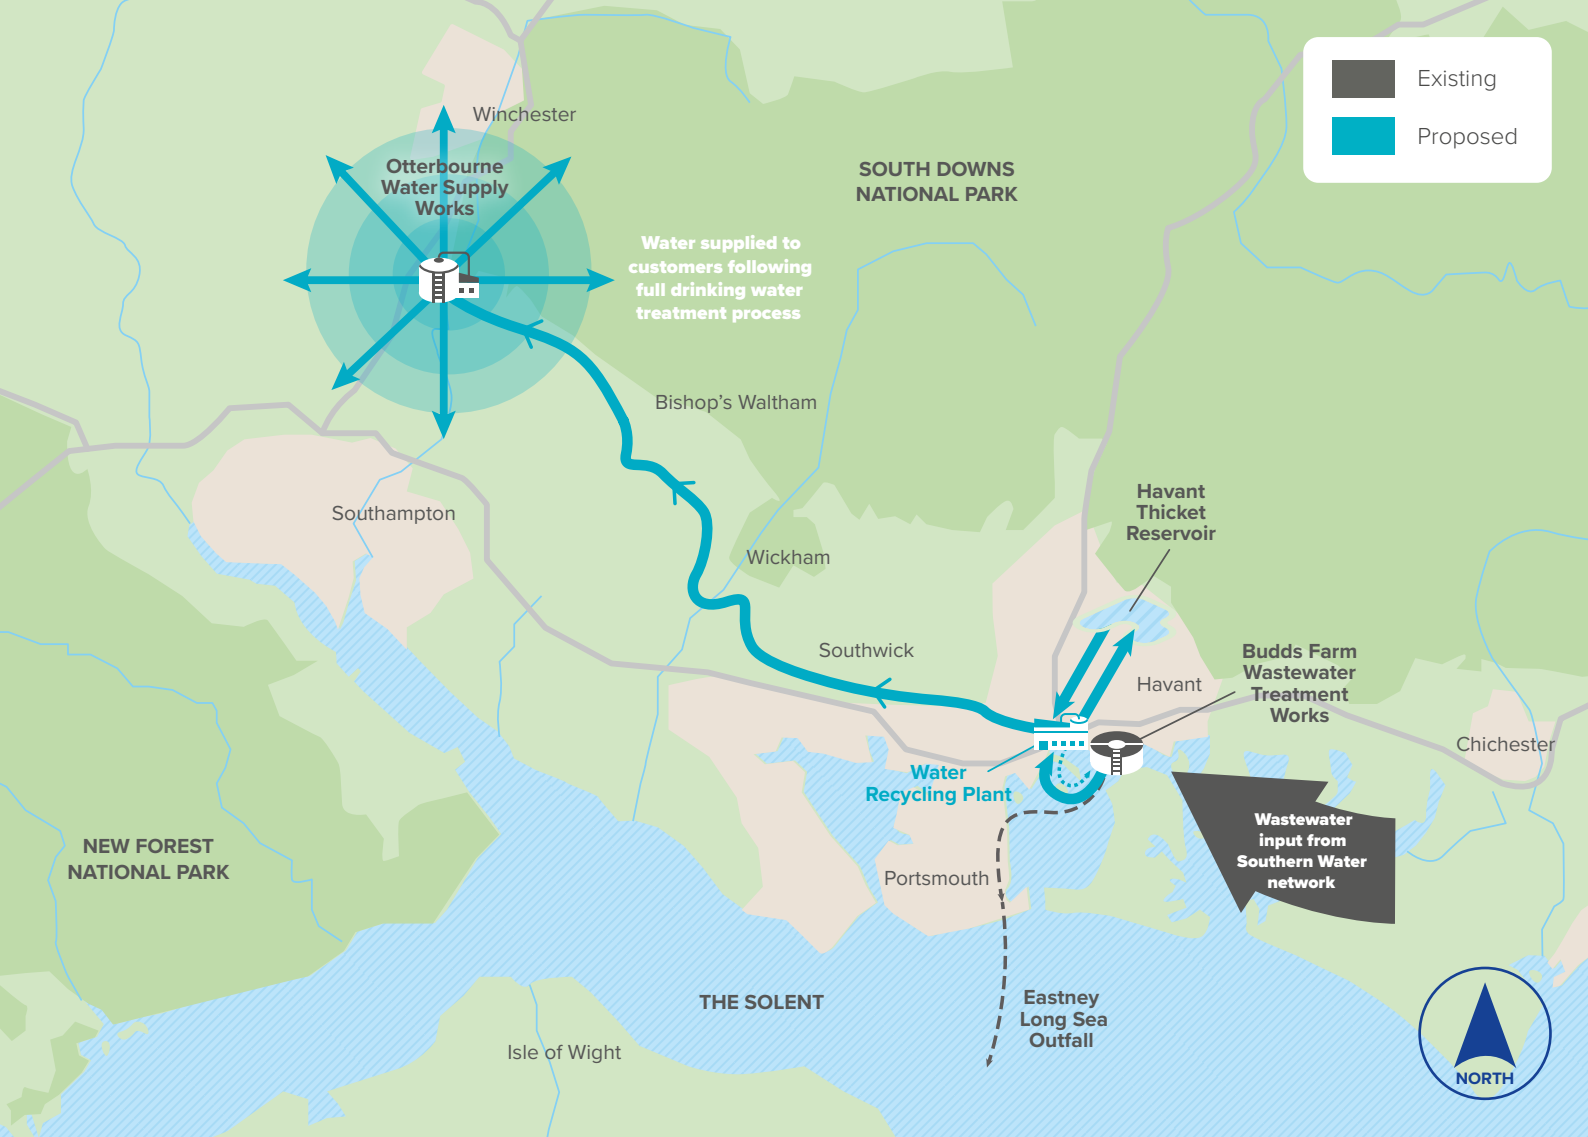 Existing
Proposed
Winchester
Otterbourne
Water Supply
Works
SOUTH DOWNS
NATIONAL PARK
Water supplied to
customers following
full drinking water
treatment process
Bishop's Waltham
Southampton
Wickham
Havant
Thicket
Reservoir
Southwick
Havant
Budds Farm
Wastewater
Treatment
Works
Chichester
Water
Recycling Plant
Wastewater
input from
Southern Water
network
NEW FOREST
NATIONAL PARK
Portsmouth
THE SOLENT
Eastney
Long Sea
Outfall
Isle of Wight
NORTH